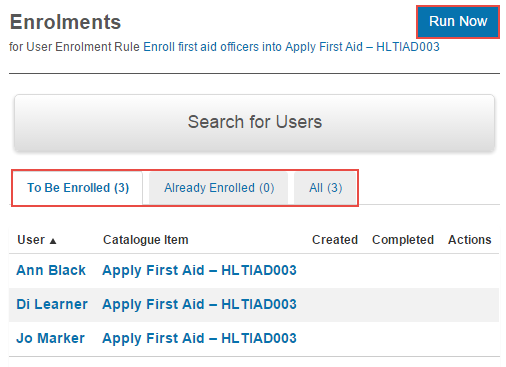 Enrolments
Run Now
for User Enrolment Rule Enroll first aid officers into Apply First Aid – HLTIAD003
Search for Users
To Be Enrolled (3) Already Enrolled (0) All (3)
User ▲ Catalogue Item Created Completed Actions
Ann Black Apply First Aid – HLTIAD003
Di Learner Apply First Aid – HLTIAD003
Jo Marker Apply First Aid – HLTIAD003